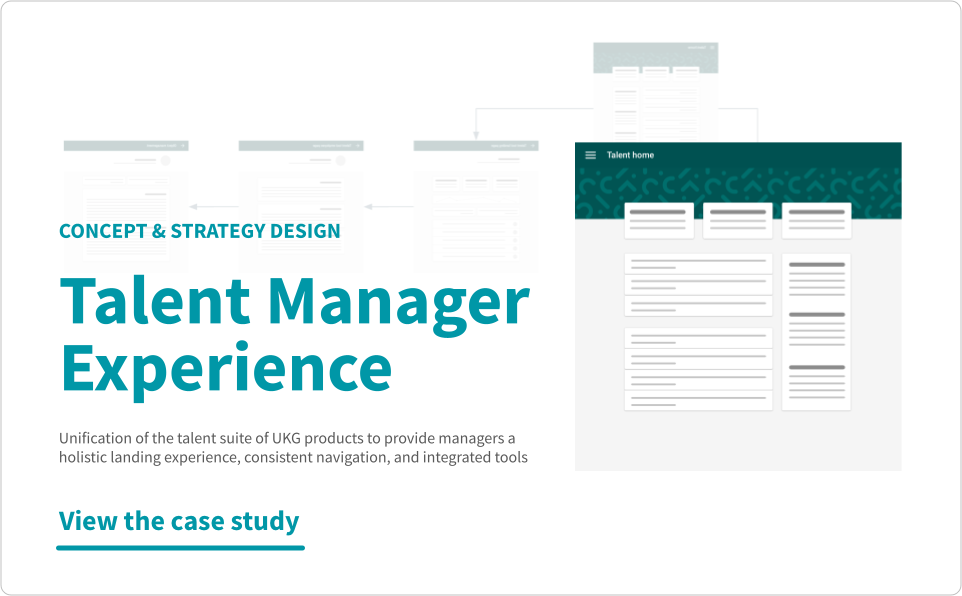 Talent home
CONCEPT & STRATEGY DESIGN
Talent Manager
Experience
Unification of the talent suite of UKG products to provide managers a
holistic landing experience, consistent navigation, and integrated tools
View the case study